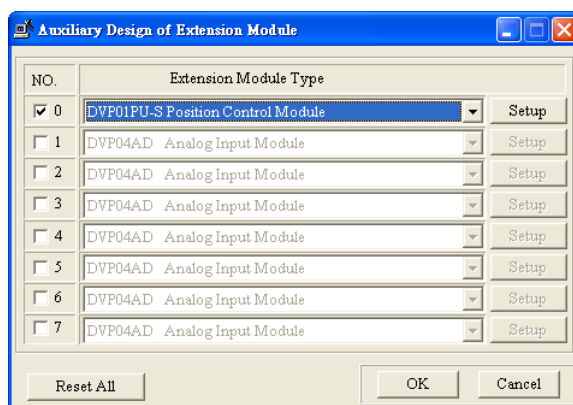 Auxiliary Design of Extension Module
NO. Extension Module Type
0 DVP01PU-S Position Control Module Setup
1 DVP04AD Analog Input Module Setup
2 DVP04AD Analog Input Module Setup
3 DVP04AD Analog Input Module Setup
4 DVP04AD Analog Input Module Setup
5 DVP04AD Analog Input Module Setup
6 DVP04AD Analog Input Module Setup
7 DVP04AD Analog Input Module Setup
Reset All OK Cancel